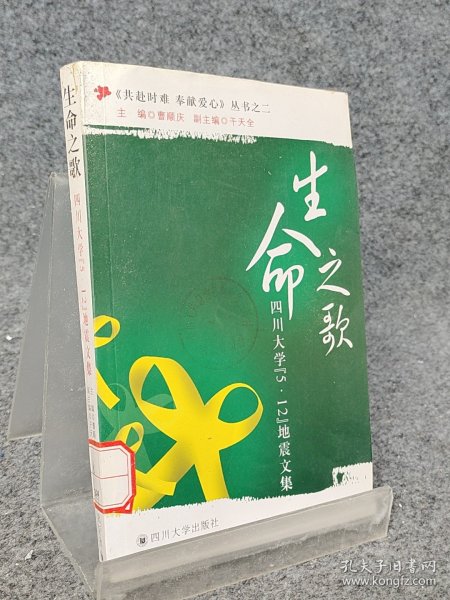 《共赴时难 奉献爱心》丛书之二
主 编◎曹顺庆 副主编◎干天全
生命之歌
四川大学『5·12』地震文集
四川大学出版社
生命之歌
四川大学『5·12』地震文集
孔夫子旧书网
www.kongfz.com